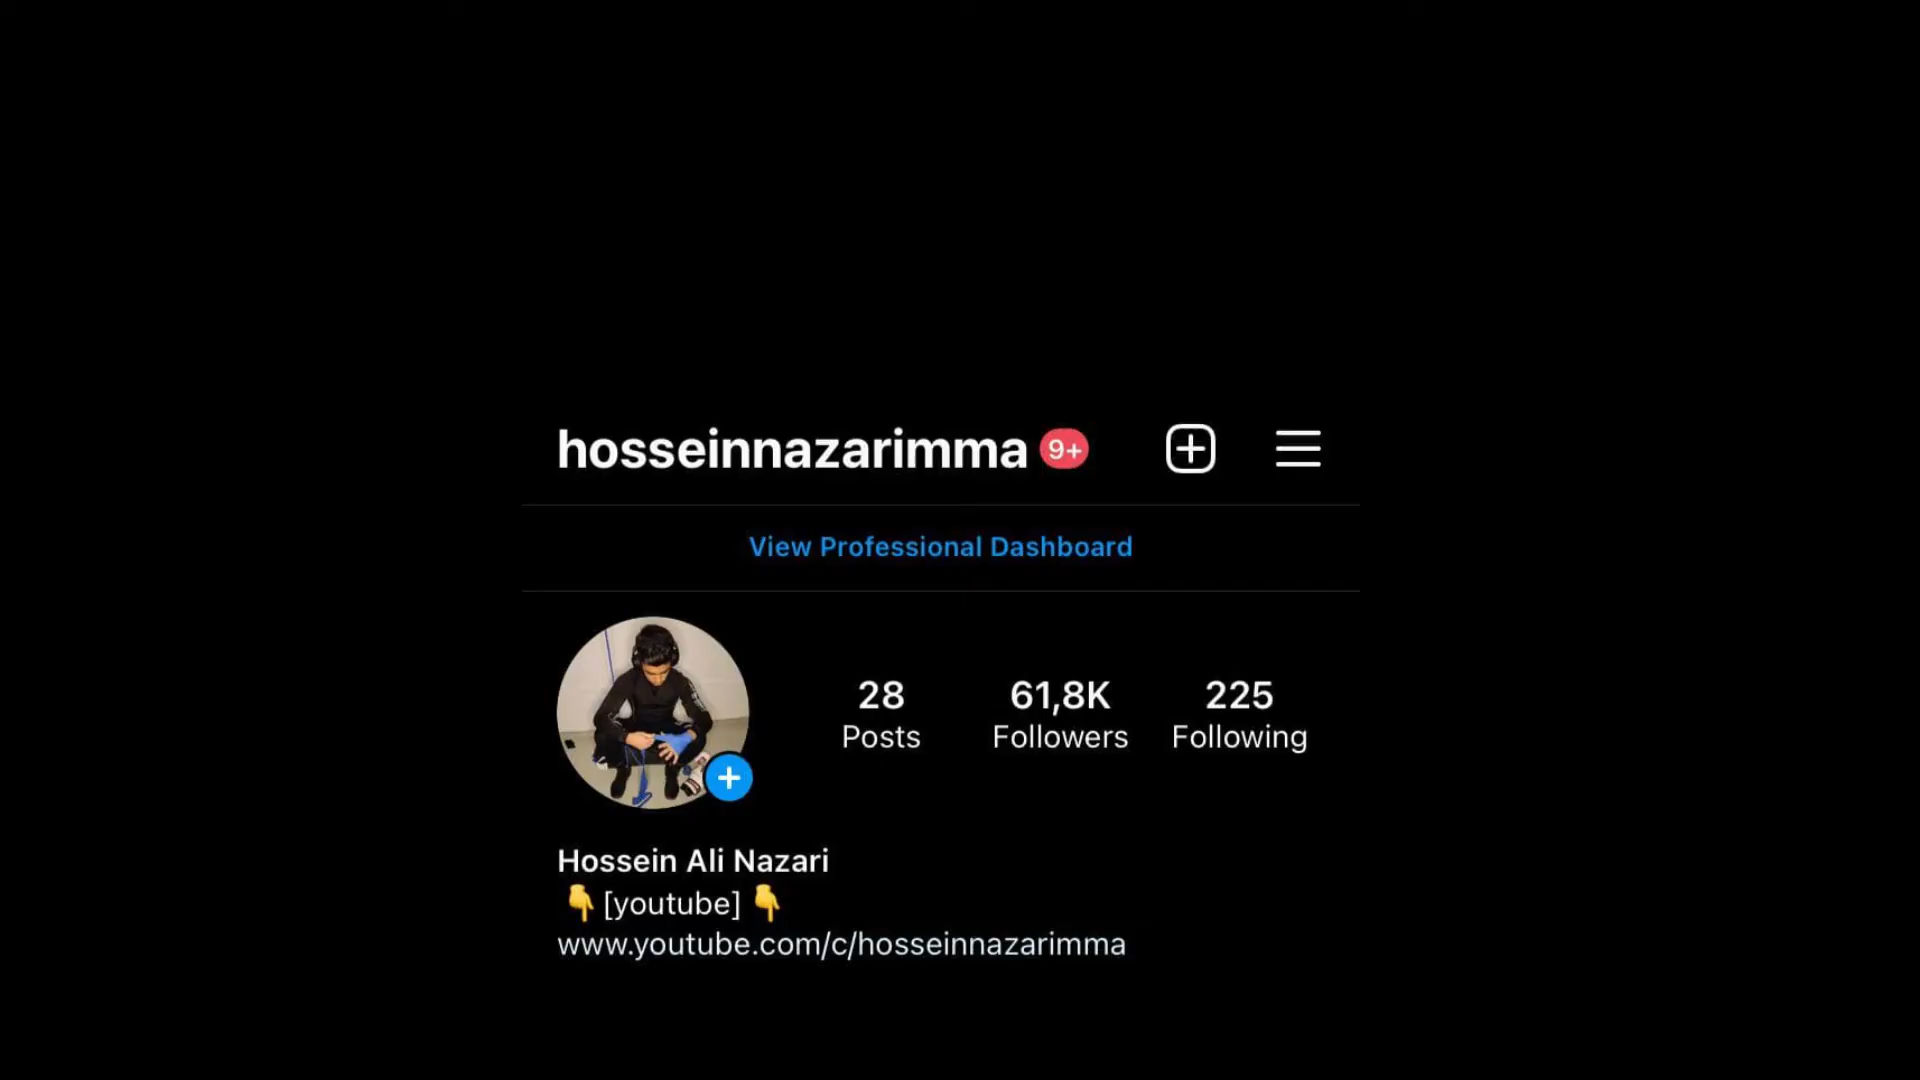 hosseinnazarimma 9+
View Professional Dashboard
28 61,8K 225
Posts Followers Following
Hossein Ali Nazari
👇[youtube]👇
www.youtube.com/c/hosseinnazarimma